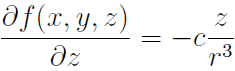 ∂f(x, y, z)/∂z = −c z/r³